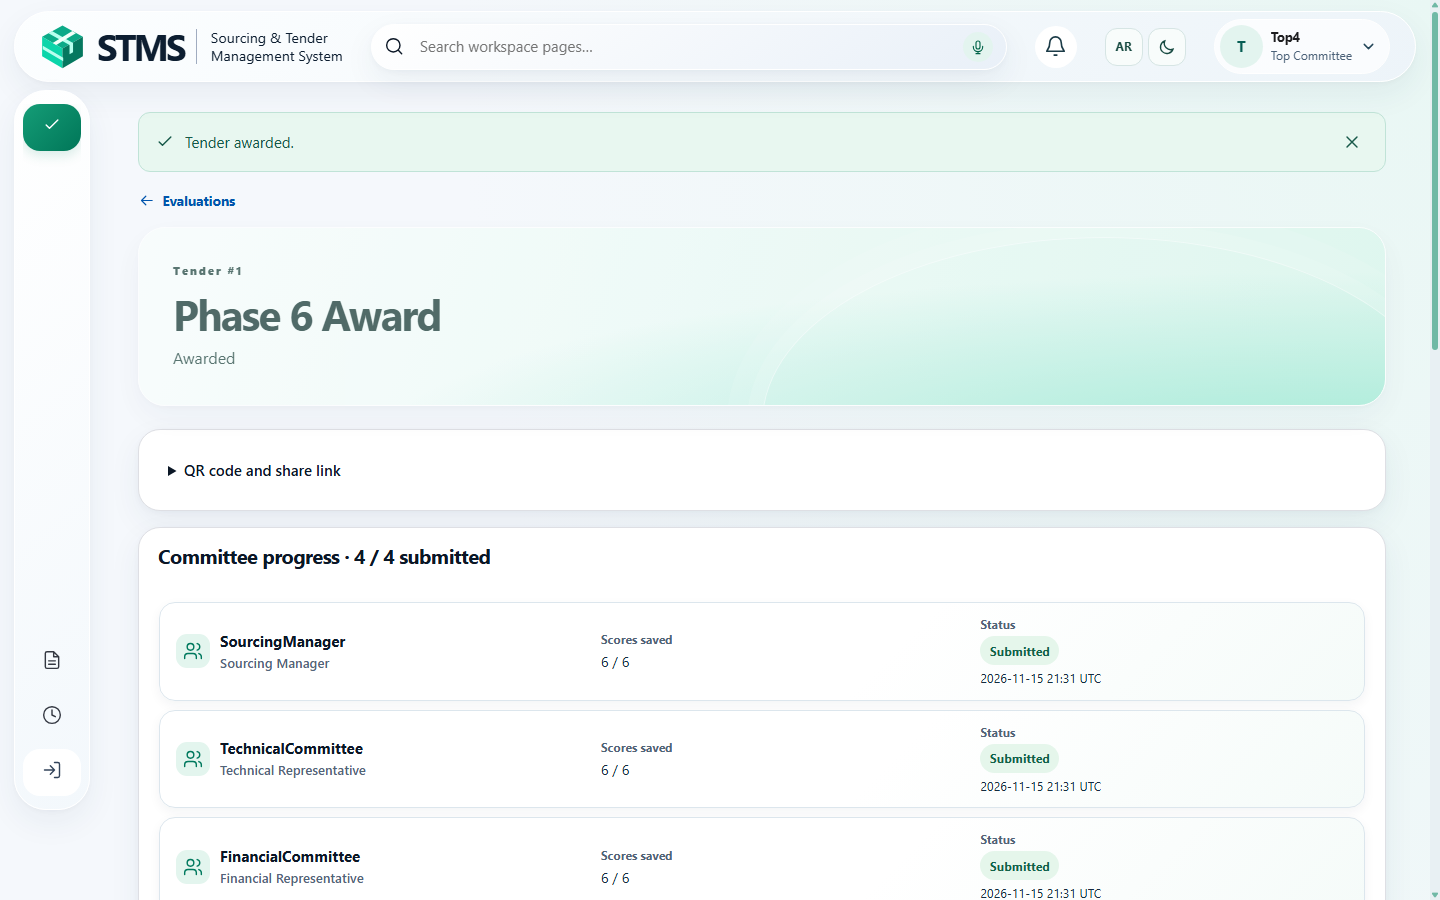 STMS
Sourcing & Tender
Management System
Search workspace pages...
AR
T
Top4
Top Committee
Tender awarded.
Evaluations
Tender #1
Phase 6 Award
Awarded
QR code and share link
Committee progress · 4 / 4 submitted
SourcingManager
Sourcing Manager
Scores saved
6 / 6
Status
Submitted
2026-11-15 21:31 UTC
TechnicalCommittee
Technical Representative
Scores saved
6 / 6
Status
Submitted
2026-11-15 21:31 UTC
FinancialCommittee
Financial Representative
Scores saved
6 / 6
Status
Submitted
2026-11-15 21:31 UTC